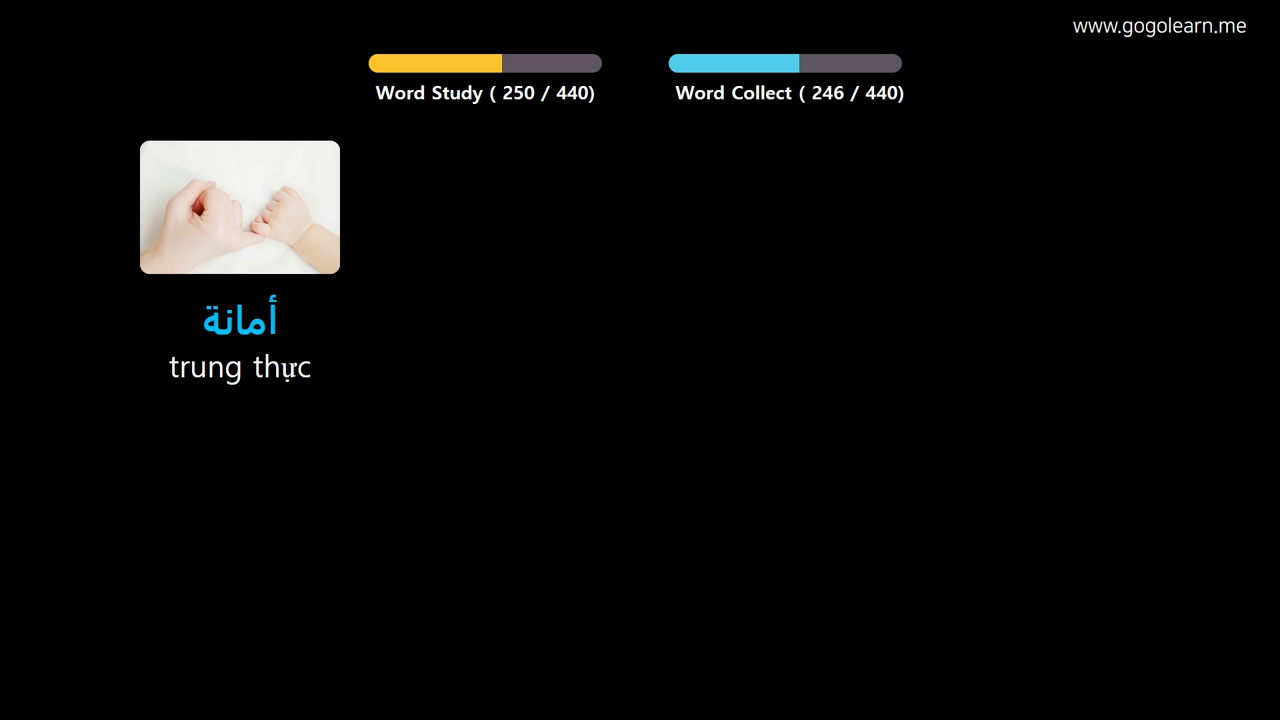 www.gogolearn.me
Word Study ( 250 / 440)
Word Collect ( 246 / 440)
أمانة
trung thực